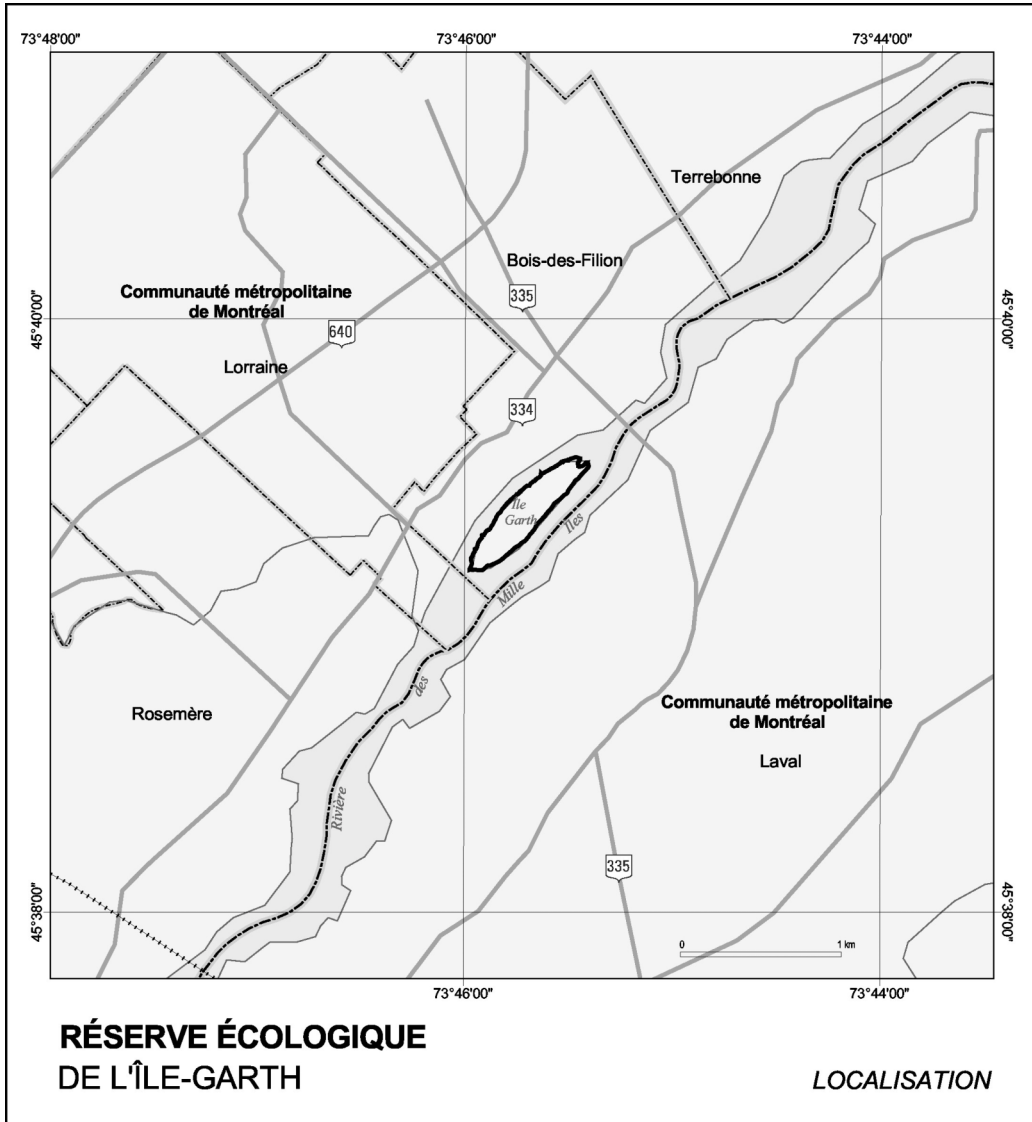 73°48'00"
73°46'00"
73°44'00"
Terrebonne
Bois-des-Filion
Communauté métropolitaine
de Montréal
335
45°40'00"
45°40'00"
640
Lorraine
334
Île
Garth
Îles
Mille
des
Rivière
Rosemère
Communauté métropolitaine
de Montréal
Laval
335
45°38'00"
45°38'00"
0
1 km
73°46'00"
73°44'00"
RÉSERVE ÉCOLOGIQUE
DE L'ÎLE-GARTH
LOCALISATION